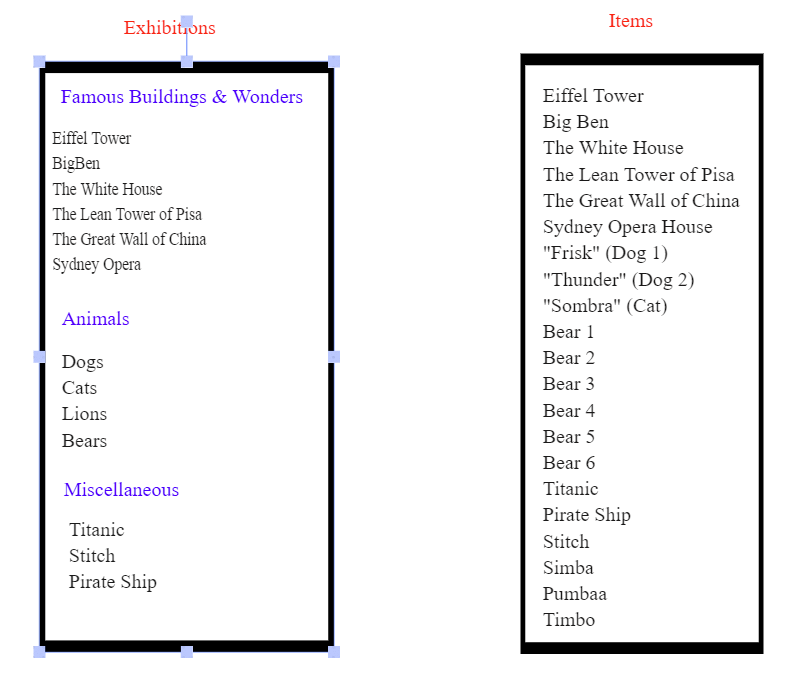 Exhibitions
Famous Buildings & Wonders
Eiffel Tower
BigBen
The White House
The Lean Tower of Pisa
The Great Wall of China
Sydney Opera
Animals
Dogs
Cats
Lions
Bears
Miscellaneous
Titanic
Stitch
Pirate Ship
Items
Eiffel Tower
Big Ben
The White House
The Lean Tower of Pisa
The Great Wall of China
Sydney Opera House
"Frisk" (Dog 1)
"Thunder" (Dog 2)
"Sombra" (Cat)
Bear 1
Bear 2
Bear 3
Bear 4
Bear 5
Bear 6
Titanic
Pirate Ship
Stitch
Simba
Pumbaa
Timbo